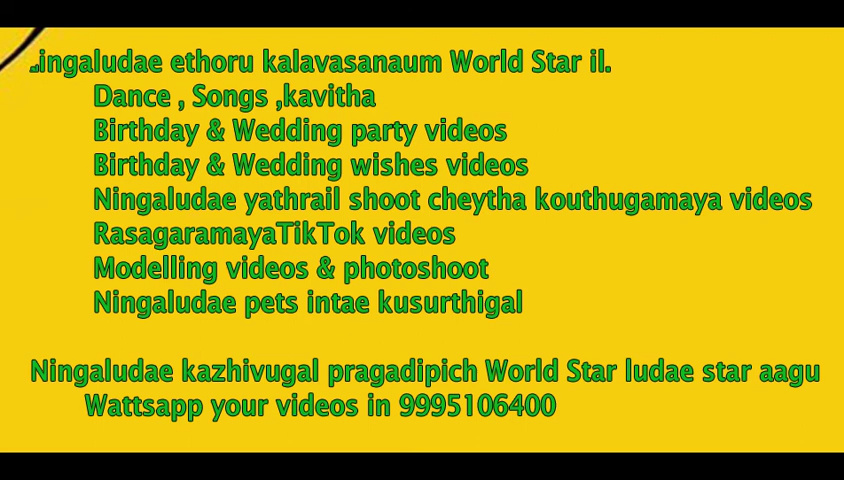 Ningaludae ethoru kalavasanaum World Star il.
Dance , Songs ,kavitha
Birthday & Wedding party videos
Birthday & Wedding wishes videos
Ningaludae yathrail shoot cheytha kouthugamaya videos
RasagaramayaTikTok videos
Modelling videos & photoshoot
Ningaludae pets intae kusurthigal
Ningaludae kazhivugal pragadipich World Star ludae star aagu
Wattsapp your videos in 9995106400